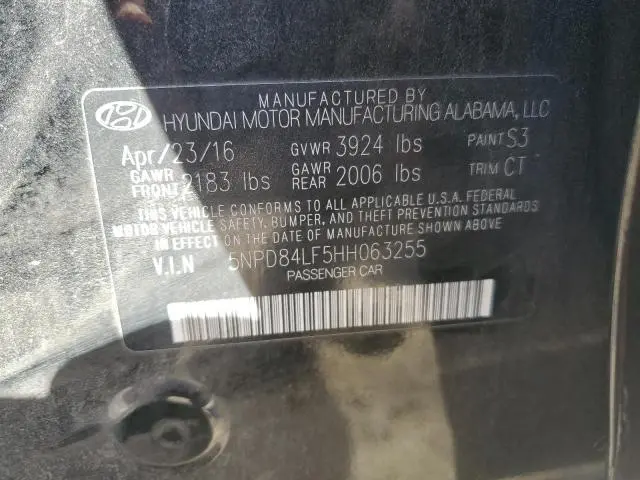 MANUFACTURED BY
HYUNDAI MOTOR MANUFACTURING ALABAMA, LLC
Apr/23/16 GVWR 3924 lbs PAINT S3
GAWR FRONT 2183 lbs GAWR REAR 2006 lbs TRIM CT
THIS VEHICLE CONFORMS TO ALL APPLICABLE U.S.A. FEDERAL
MOTOR VEHICLE SAFETY, BUMPER, AND THEFT PREVENTION STANDARDS
IN EFFECT ON THE DATE OF MANUFACTURE SHOWN ABOVE
V.I.N 5NPD84LF5HH063255
PASSENGER CAR